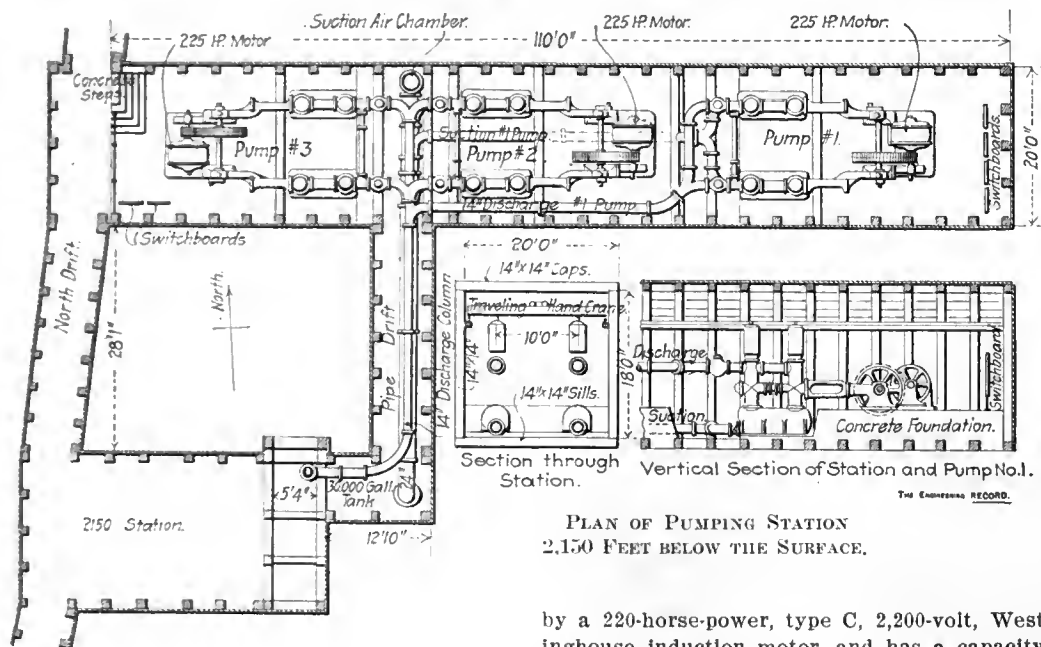 Suction Air Chamber.
225 H.P. Motor.
225 H.P. Motor.
225 H.P. Motor
110'0"
Concrete
Steps.
Pump #3
Suction #1 Pump
Pump #2
Pump #1.
Switchboards.
20'0"
14" Discharge #1 Pump.
Switchboards
North Drift.
North.
28'1"
Pipe Drift
14" Discharge Column
20'0"
14"x14" Caps.
Traveling Hand Crane
10'0"
14"x14"
14"x14" Sills.
18'0"
Section through
Station.
Discharge
Suction.
Switchboard
Concrete Foundation.
Vertical Section of Station and Pump No.1.
THE ENGINEERING RECORD.
5'4"
Gall.
Tank
24"
2150 Station.
12'10"
PLAN OF PUMPING STATION
2,150 FEET BELOW THE SURFACE.
by a 220-horse-power, type C, 2,200-volt, West
inghouse induction motor, and has a capacity